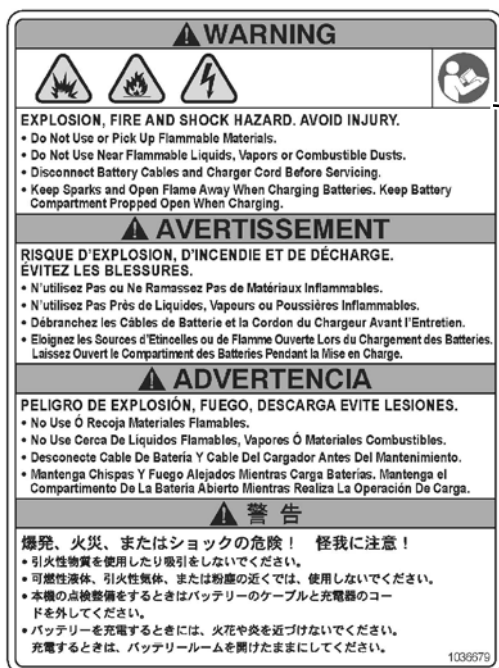 WARNING
EXPLOSION, FIRE AND SHOCK HAZARD. AVOID INJURY.
• Do Not Use or Pick Up Flammable Materials.
• Do Not Use Near Flammable Liquids, Vapors or Combustible Dusts.
• Disconnect Battery Cables and Charger Cord Before Servicing.
• Keep Sparks and Open Flame Away When Charging Batteries. Keep Battery
Compartment Propped Open When Charging.
AVERTISSEMENT
RISQUE D'EXPLOSION, D'INCENDIE ET DE DÉCHARGE.
ÉVITEZ LES BLESSURES.
• N'utilisez Pas ou Ne Ramassez Pas de Matériaux Inflammables.
• N'utilisez Pas Près de Liquides, Vapeurs ou Poussières Inflammables.
• Débranchez les Câbles de Batterie et la Cordon du Chargeur Avant l'Entretien.
• Eloignez les Sources d'Etincelles ou de Flamme Ouverte Lors du Chargement des Batteries.
Laissez Ouvert le Compartiment des Batteries Pendant la Mise en Charge.
ADVERTENCIA
PELIGRO DE EXPLOSIÓN, FUEGO, DESCARGA EVITE LESIONES.
• No Use Ó Recoja Materiales Flamables.
• No Use Cerca De Líquidos Flamables, Vapores Ó Materiales Combustibles.
• Desconecte Cable De Batería Y Cable Del Cargador Antes Del Mantenimiento.
• Mantenga Chispas Y Fuego Alejados Mientras Carga Baterías. Mantenga el
Compartimento De La Batería Abierto Mientras Realiza La Operación De Carga.
警告
爆発、火災、またはショックの危険！ 怪我に注意！
• 引火性物質を使用したり吸引をしないでください。
• 可燃性液体、引火性気体、または粉塵の近くでは、使用しないでください。
• 本機の点検整備をするときはバッテリーのケーブルと充電器のコー
ドを外してください。
• バッテリーを充電するときには、火花や炎を近づけないでください。
充電するときは、バッテリールームを開けたままにしてください。
1036679